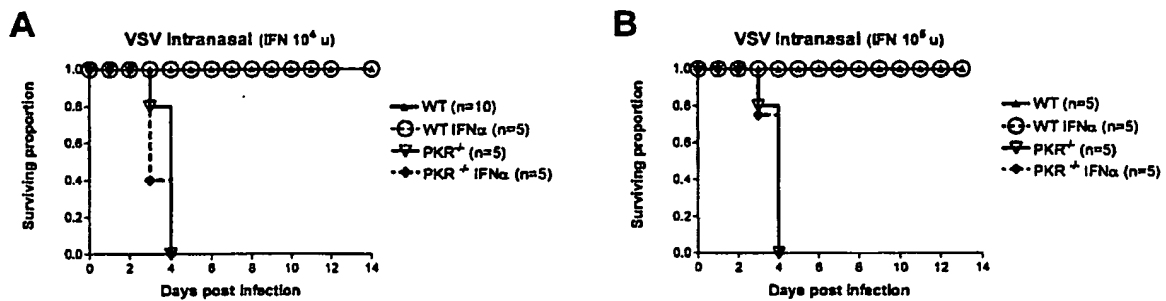 A
VSV Intranasal (IFN 10⁴ u)
1.0
0.8
0.6
0.4
0.2
0.0
Surviving proportion
0 2 4 6 8 10 12 14
Days post infection
WT (n=10)
WT IFNα (n=5)
PKR⁻/⁻ (n=5)
PKR⁻/⁻ IFNα (n=5)
B
VSV Intranasal (IFN 10⁵ u)
1.0
0.8
0.6
0.4
0.2
0.0
Surviving proportion
0 2 4 6 8 10 12 14
Days post infection
WT (n=5)
WT IFNα (n=5)
PKR⁻/⁻ (n=5)
PKR⁻/⁻ IFNα (n=5)